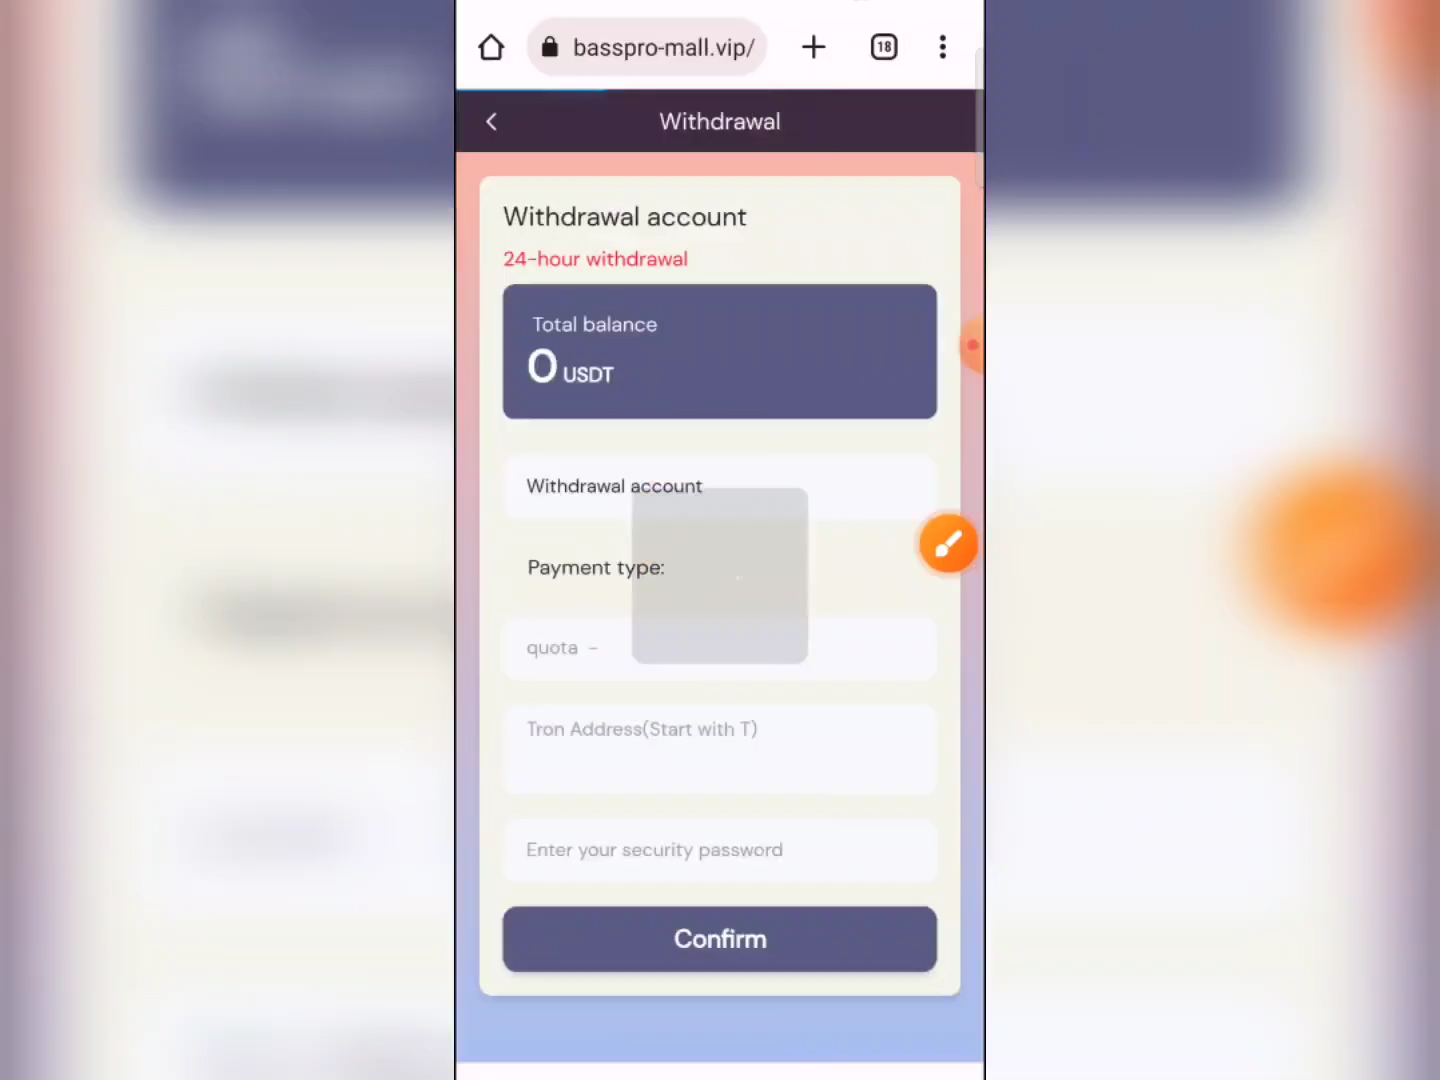 basspro-mall.vip/
18
Withdrawal
Withdrawal account
24-hour withdrawal
Total balance
0 USDT
Withdrawal account
Payment type:
quota -
Tron Address(Start with T)
Enter your security password
Confirm